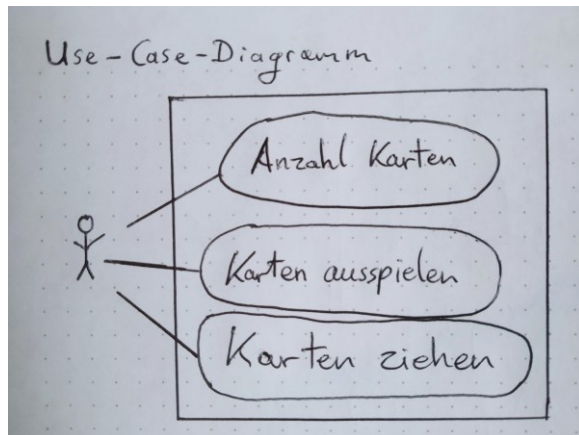 Use-Case-Diagramm
Anzahl Karten
Karten ausspielen
Karten ziehen